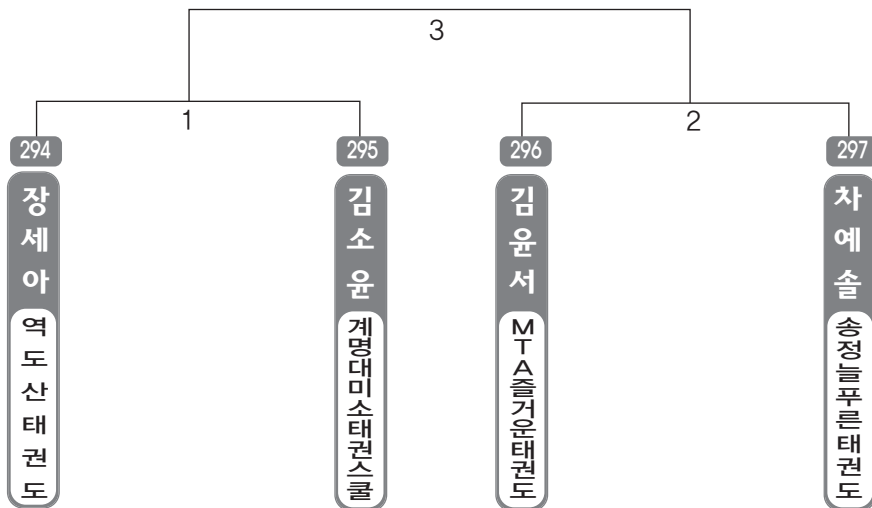 3
1
2
294
295
296
297
장세아
김소윤
김윤서
차예솔
역도산태권도
계명대미소태권스쿨
MTA즐거운태권도
송정늘푸른태권도